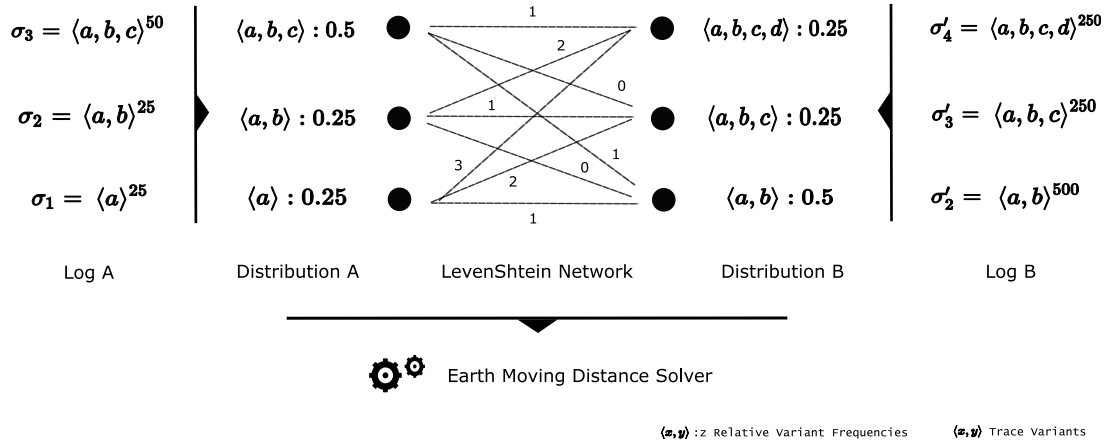 σ₃ = ⟨a, b, c⟩⁵⁰ ⟨a, b, c⟩ : 0.5 1 ⟨a, b, c, d⟩ : 0.25 σ′₄ = ⟨a, b, c, d⟩²⁵⁰
2
0
σ₂ = ⟨a, b⟩²⁵ ⟨a, b⟩ : 0.25 1 ⟨a, b, c⟩ : 0.25 σ′₃ = ⟨a, b, c⟩²⁵⁰
3 2 0 1
σ₁ = ⟨a⟩²⁵ ⟨a⟩ : 0.25 1 ⟨a, b⟩ : 0.5 σ′₂ = ⟨a, b⟩⁵⁰⁰
Log A Distribution A LevenShtein Network Distribution B Log B
Earth Moving Distance Solver
⟨x, y⟩ :z Relative Variant Frequencies ⟨x, y⟩ Trace Variants